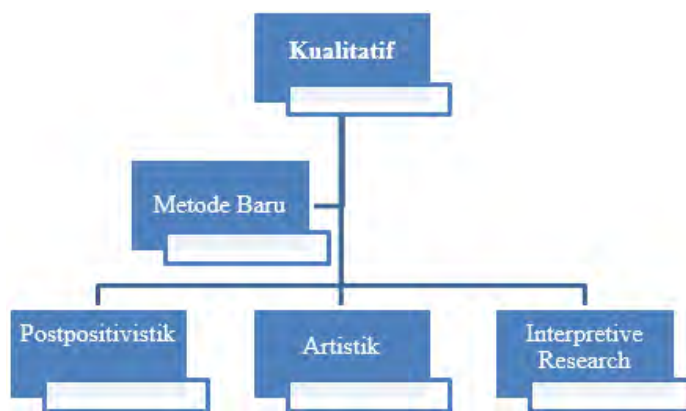 Kualitatif
Metode Baru
Postpositivistik
Artistik
Interpretive
Research